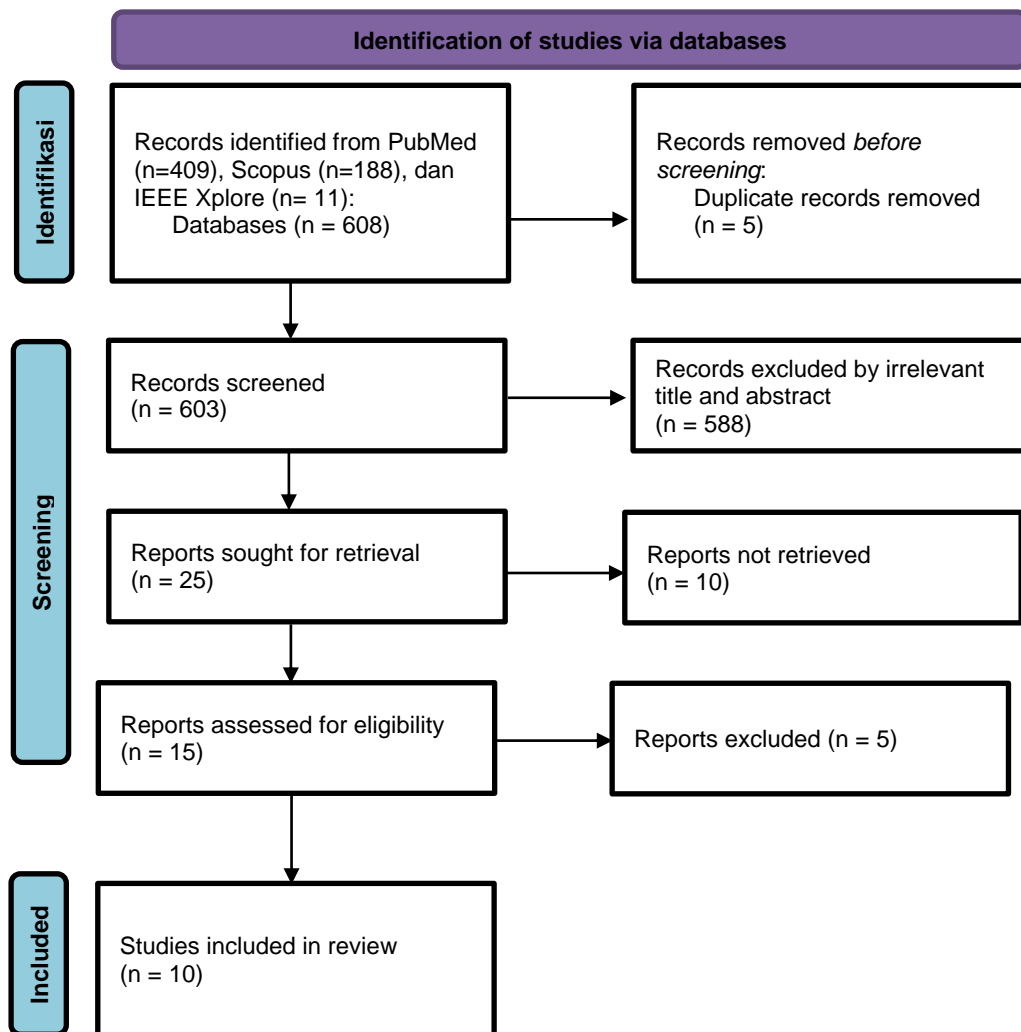 Identification of studies via databases
Identifikasi
Records identified from PubMed
(n=409), Scopus (n=188), dan
IEEE Xplore (n= 11):
Databases (n = 608)
Records removed before
screening:
Duplicate records removed
(n = 5)
Screening
Records screened
(n = 603)
Records excluded by irrelevant
title and abstract
(n = 588)
Reports sought for retrieval
(n = 25)
Reports not retrieved
(n = 10)
Reports assessed for eligibility
(n = 15)
Reports excluded (n = 5)
Included
Studies included in review
(n = 10)